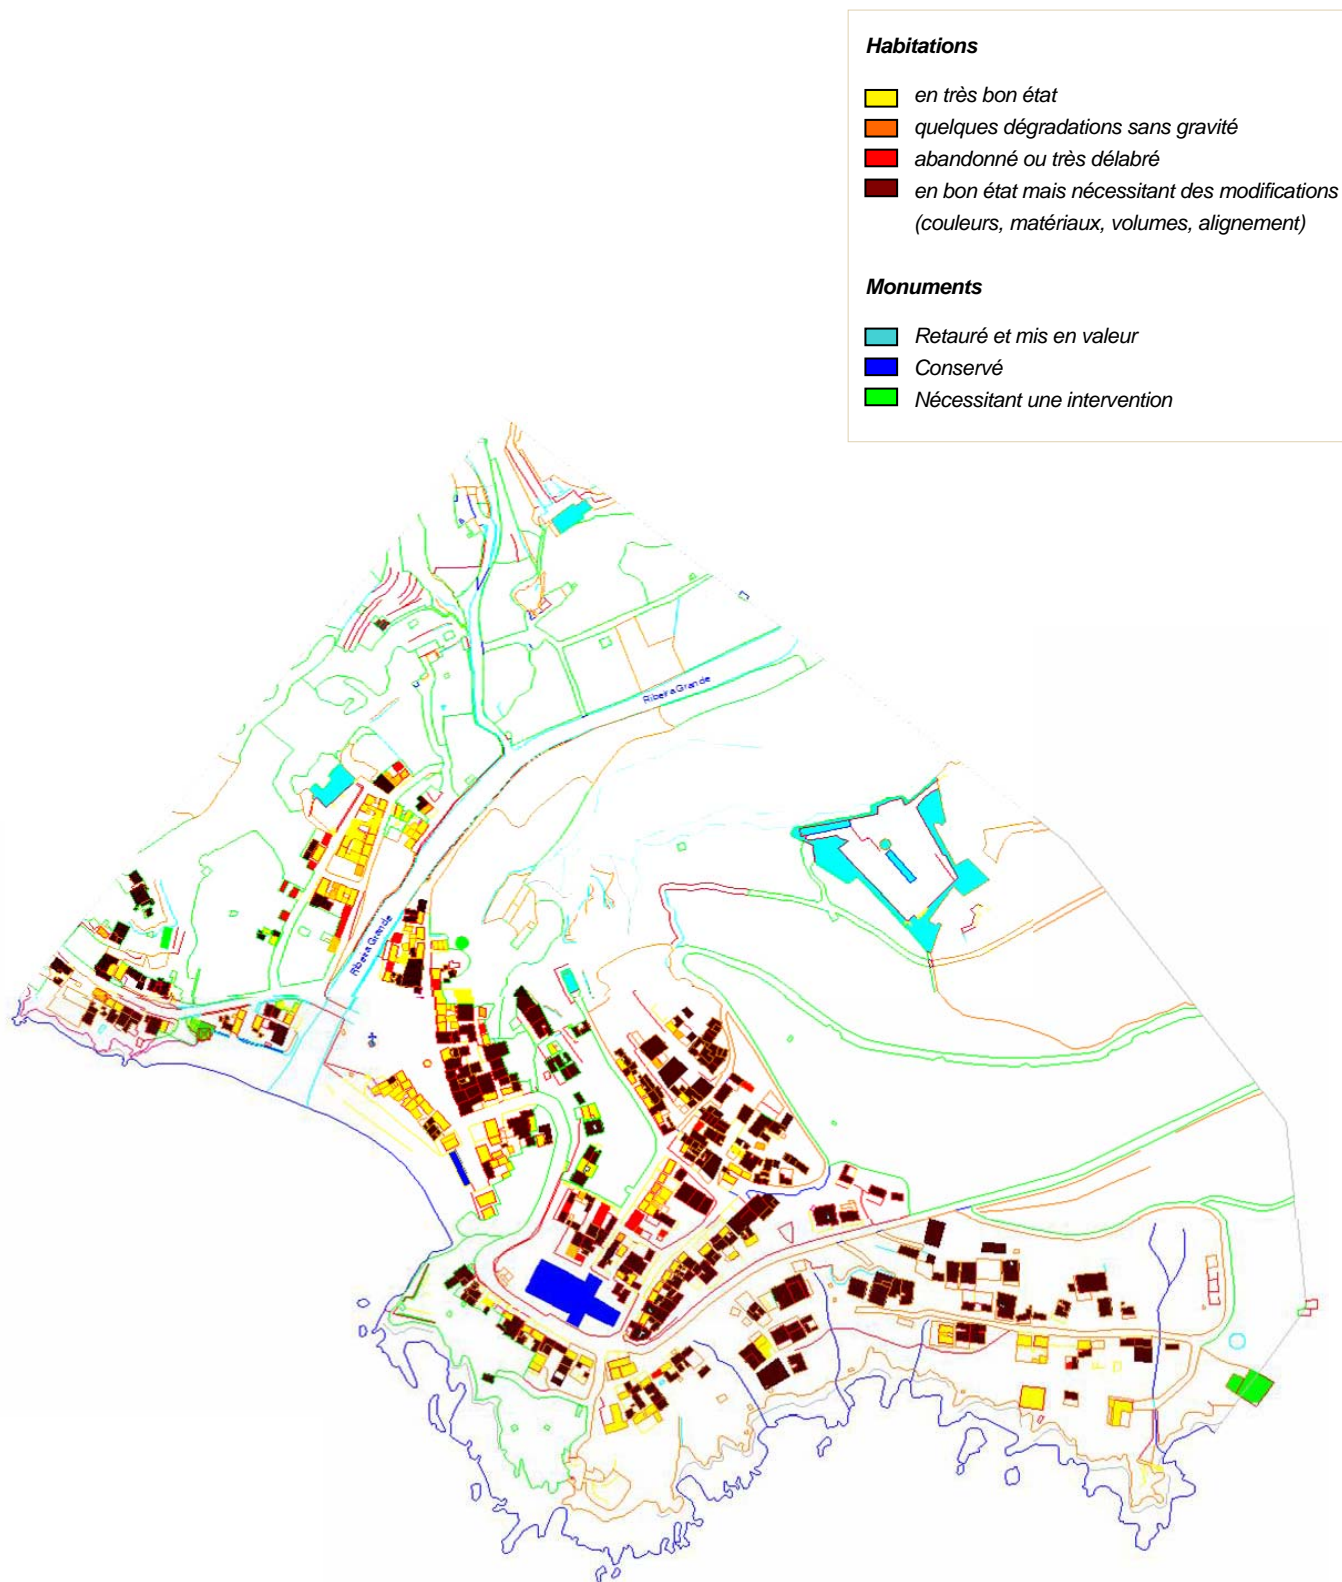 Habitations
en très bon état
quelques dégradations sans gravité
abandonné ou très délabré
en bon état mais nécessitant des modifications
(couleurs, matériaux, volumes, alignement)
Monuments
Retauré et mis en valeur
Conservé
Nécessitant une intervention
Ribeira Grande
Ribeira Grande